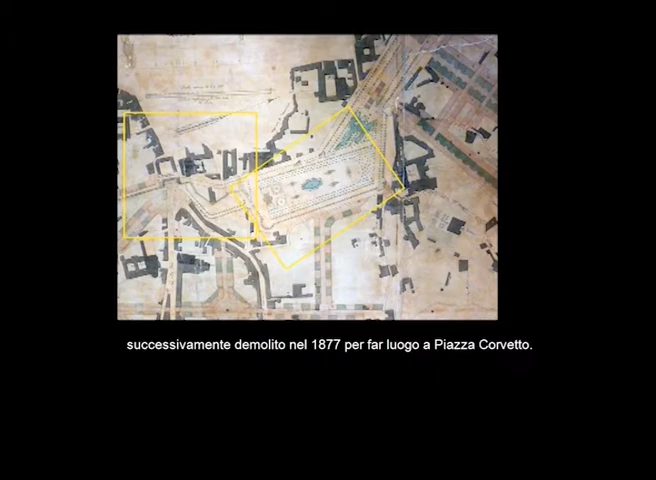 successivamente demolito nel 1877 per far luogo a Piazza Corvetto.